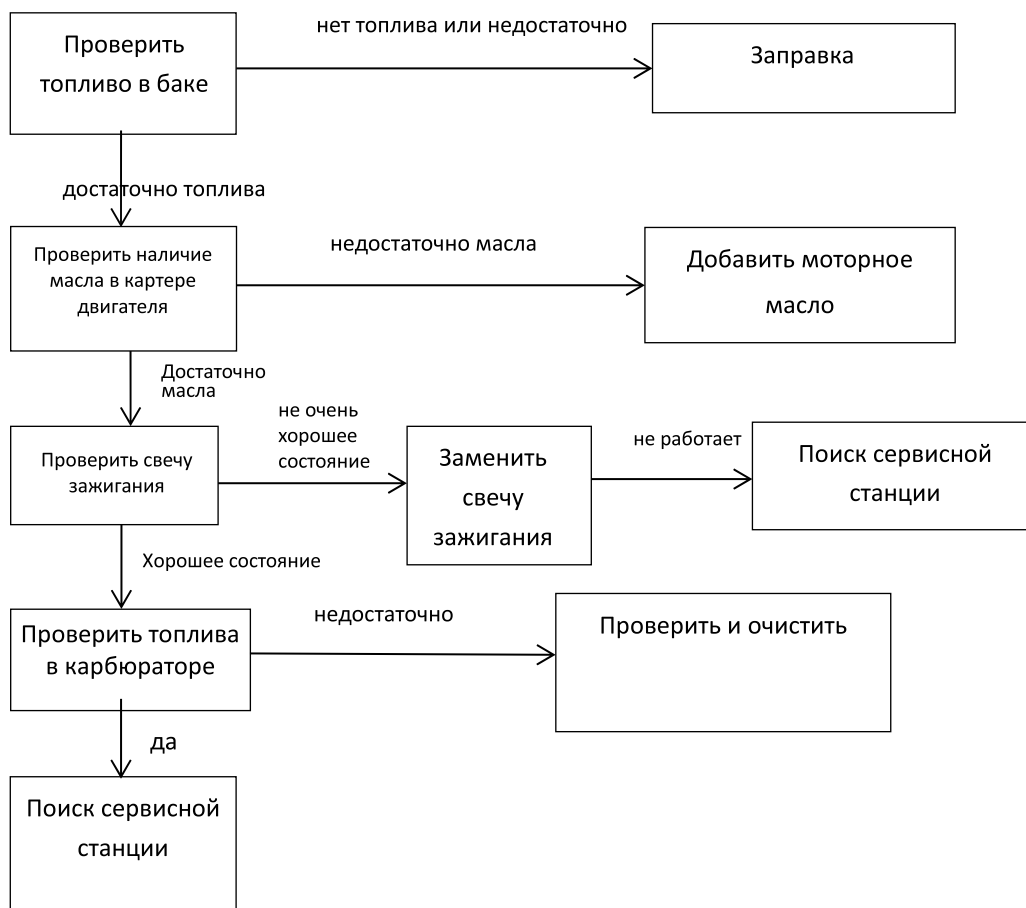 Проверить
топливо в баке
нет топлива или недостаточно
Заправка
достаточно топлива
Проверить наличие
масла в картере
двигателя
недостаточно масла
Добавить моторное
масло
Достаточно
масла
Проверить свечу
зажигания
не очень
хорошее
состояние
Заменить
свечу
зажигания
не работает
Поиск сервисной
станции
Хорошее состояние
Проверить топлива
в карбюраторе
недостаточно
Проверить и очистить
да
Поиск сервисной
станции